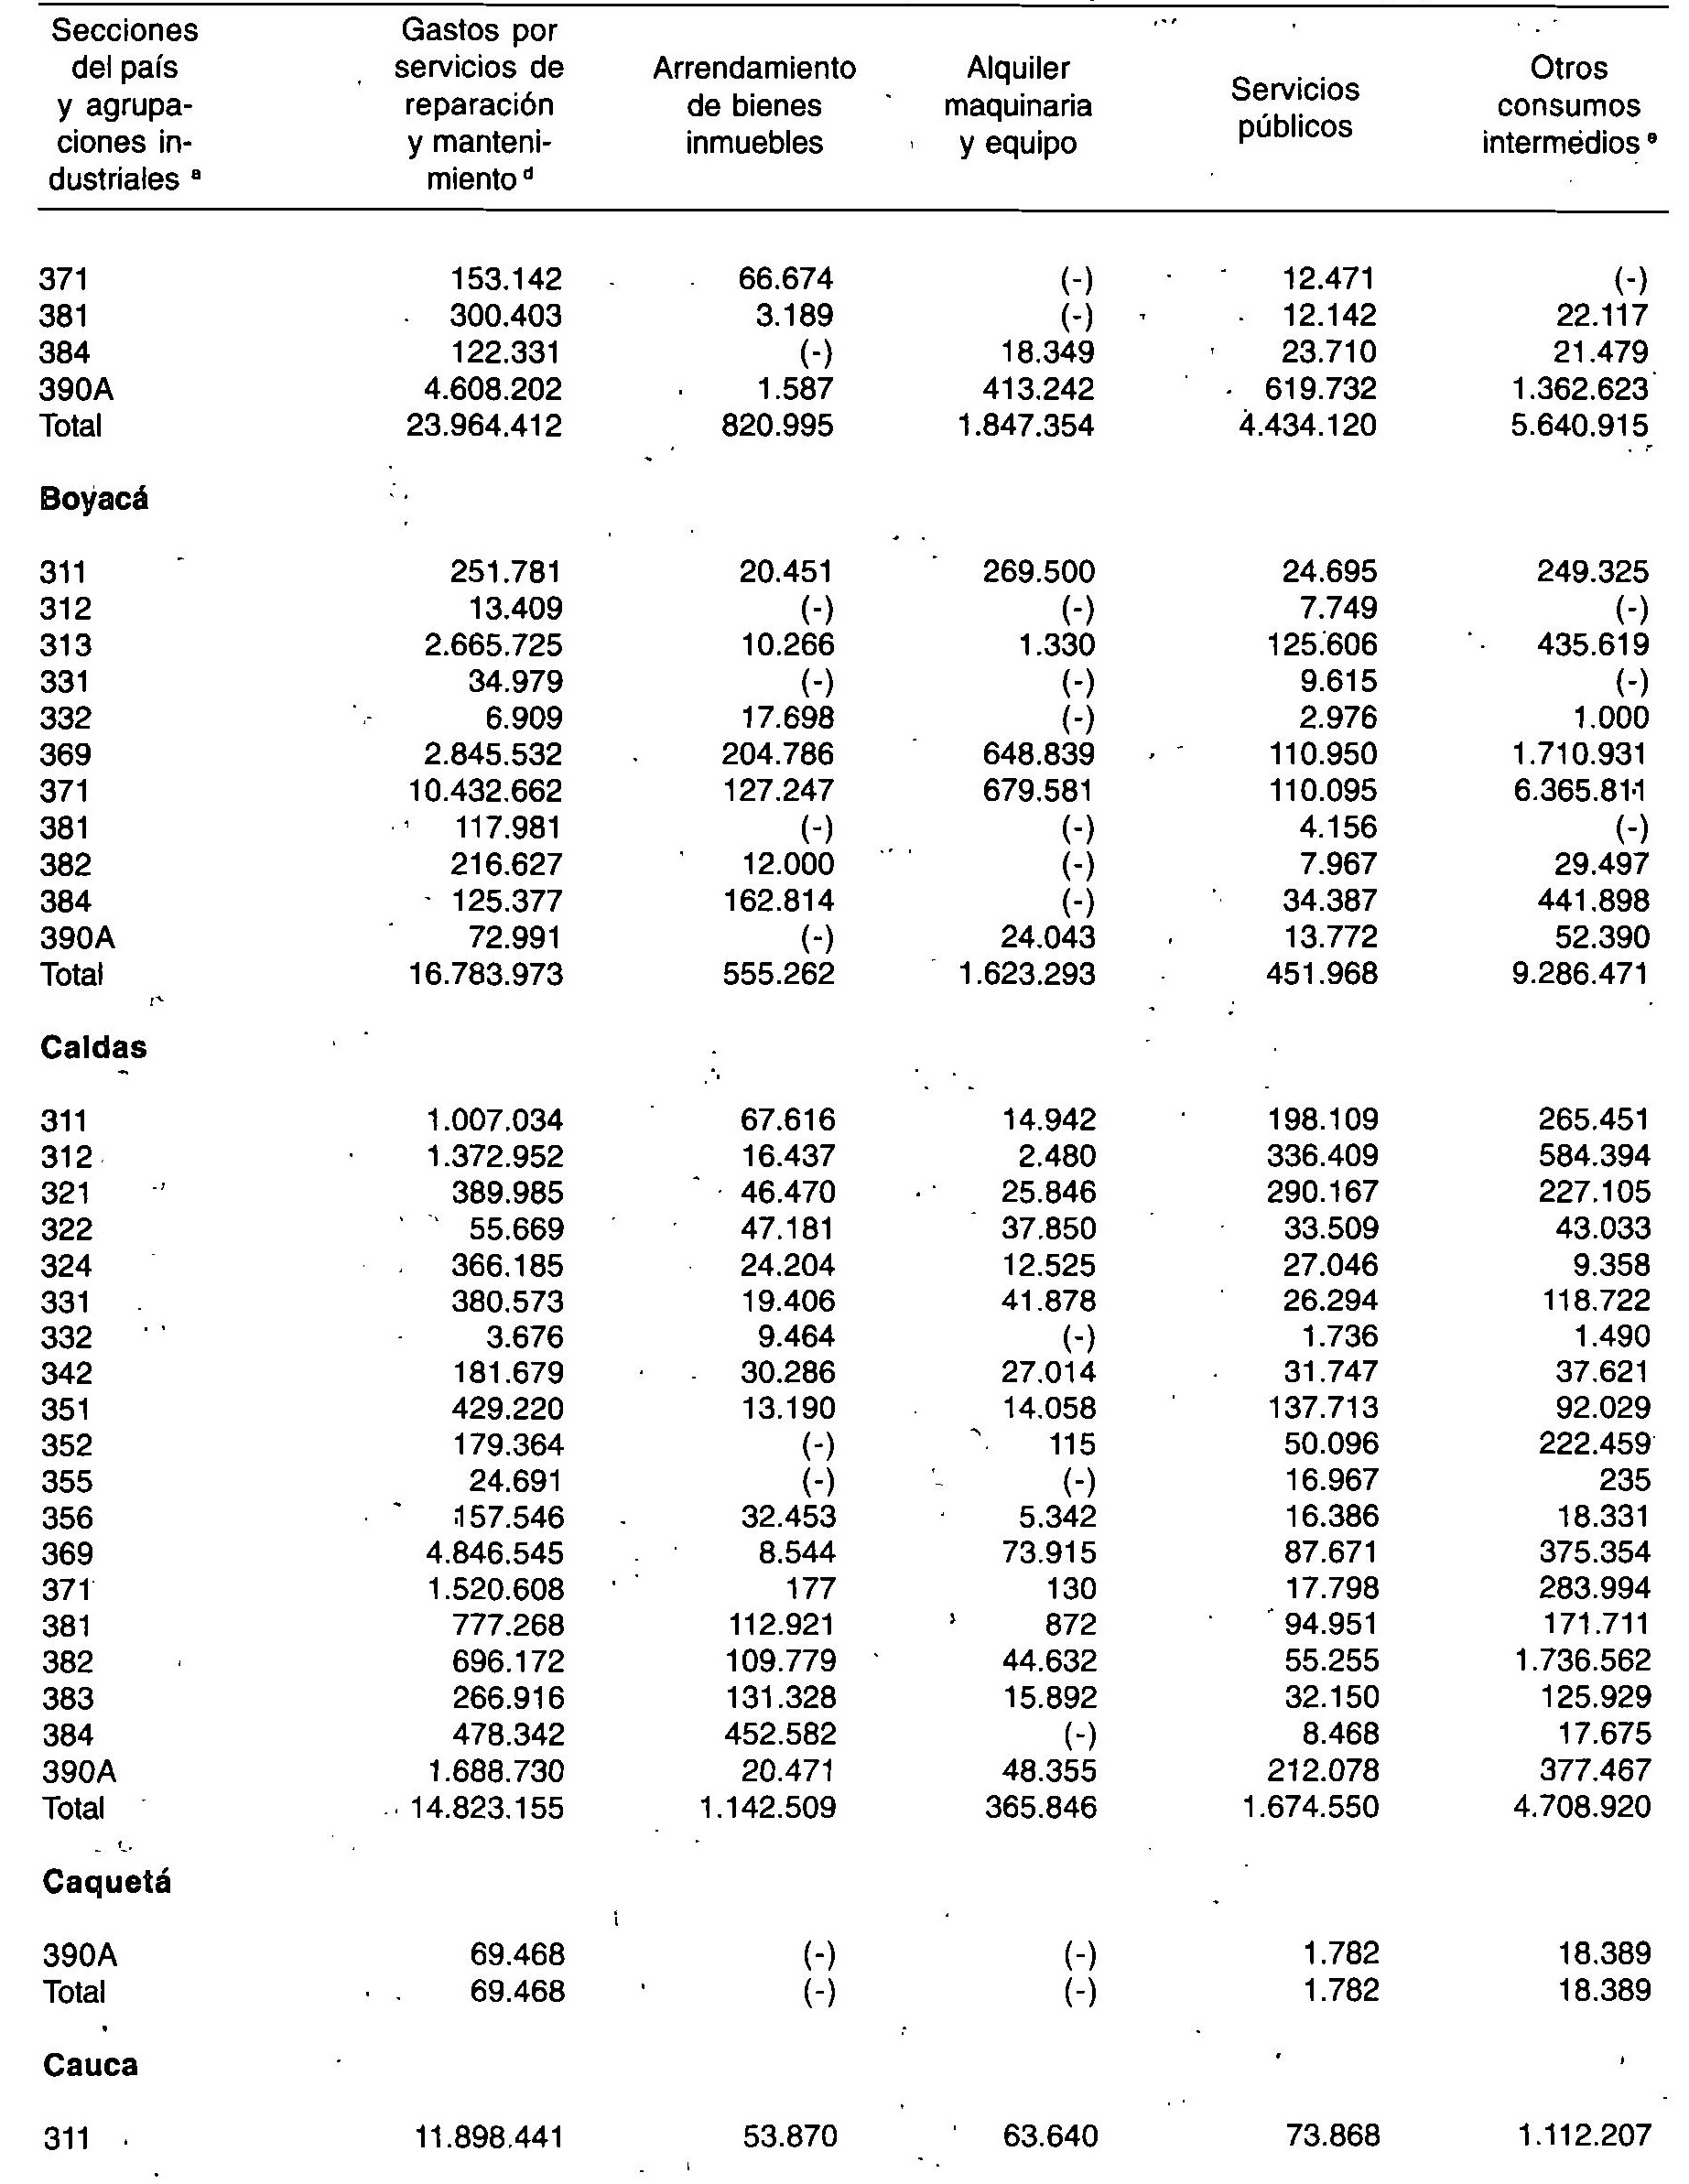 Secciones del país y agrupa- ciones in- dustriales a | Gastos por servicios de reparación y manteni- miento d | Arrendamiento de bienes inmuebles | Alquiler maquinaria y equipo | Servicios públicos | Otros consumos intermedios e
371 153.142 66.674 (-) 12.471 (-)
381 300.403 3.189 (-) 12.142 22.117
384 122.331 (-) 18.349 23.710 21.479
390A 4.608.202 1.587 413.242 619.732 1.362.623
Total 23.964.412 820.995 1.847.354 4.434.120 5.640.915
Boyacá
311 251.781 20.451 269.500 24.695 249.325
312 13.409 (-) (-) 7.749 (-)
313 2.665.725 10.266 1.330 125.606 435.619
331 34.979 (-) (-) 9.615 (-)
332 6.909 17.698 (-) 2.976 1.000
369 2.845.532 204.786 648.839 110.950 1.710.931
371 10.432.662 127.247 679.581 110.095 6.365.811
381 117.981 (-) (-) 4.156 (-)
382 216.627 12.000 (-) 7.967 29.497
384 125.377 162.814 (-) 34.387 441.898
390A 72.991 (-) 24.043 13.772 52.390
Total 16.783.973 555.262 1.623.293 451.968 9.286.471
Caldas
311 1.007.034 67.616 14.942 198.109 265.451
312 1.372.952 16.437 2.480 336.409 584.394
321 389.985 46.470 25.846 290.167 227.105
322 55.669 47.181 37.850 33.509 43.033
324 366.185 24.204 12.525 27.046 9.358
331 380.573 19.406 41.878 26.294 118.722
332 3.676 9.464 (-) 1.736 1.490
342 181.679 30.286 27.014 31.747 37.621
351 429.220 13.190 14.058 137.713 92.029
352 179.364 (-) 115 50.096 222.459
355 24.691 (-) (-) 16.967 235
356 157.546 32.453 5.342 16.386 18.331
369 4.846.545 8.544 73.915 87.671 375.354
371 1.520.608 177 130 17.798 283.994
381 777.268 112.921 872 94.951 171.711
382 696.172 109.779 44.632 55.255 1.736.562
383 266.916 131.328 15.892 32.150 125.929
384 478.342 452.582 (-) 8.468 17.675
390A 1.688.730 20.471 48.355 212.078 377.467
Total 14.823.155 1.142.509 365.846 1.674.550 4.708.920
Caquetá
390A 69.468 (-) (-) 1.782 18.389
Total 69.468 (-) (-) 1.782 18.389
Cauca
311 11.898.441 53.870 63.640 73.868 1.112.207